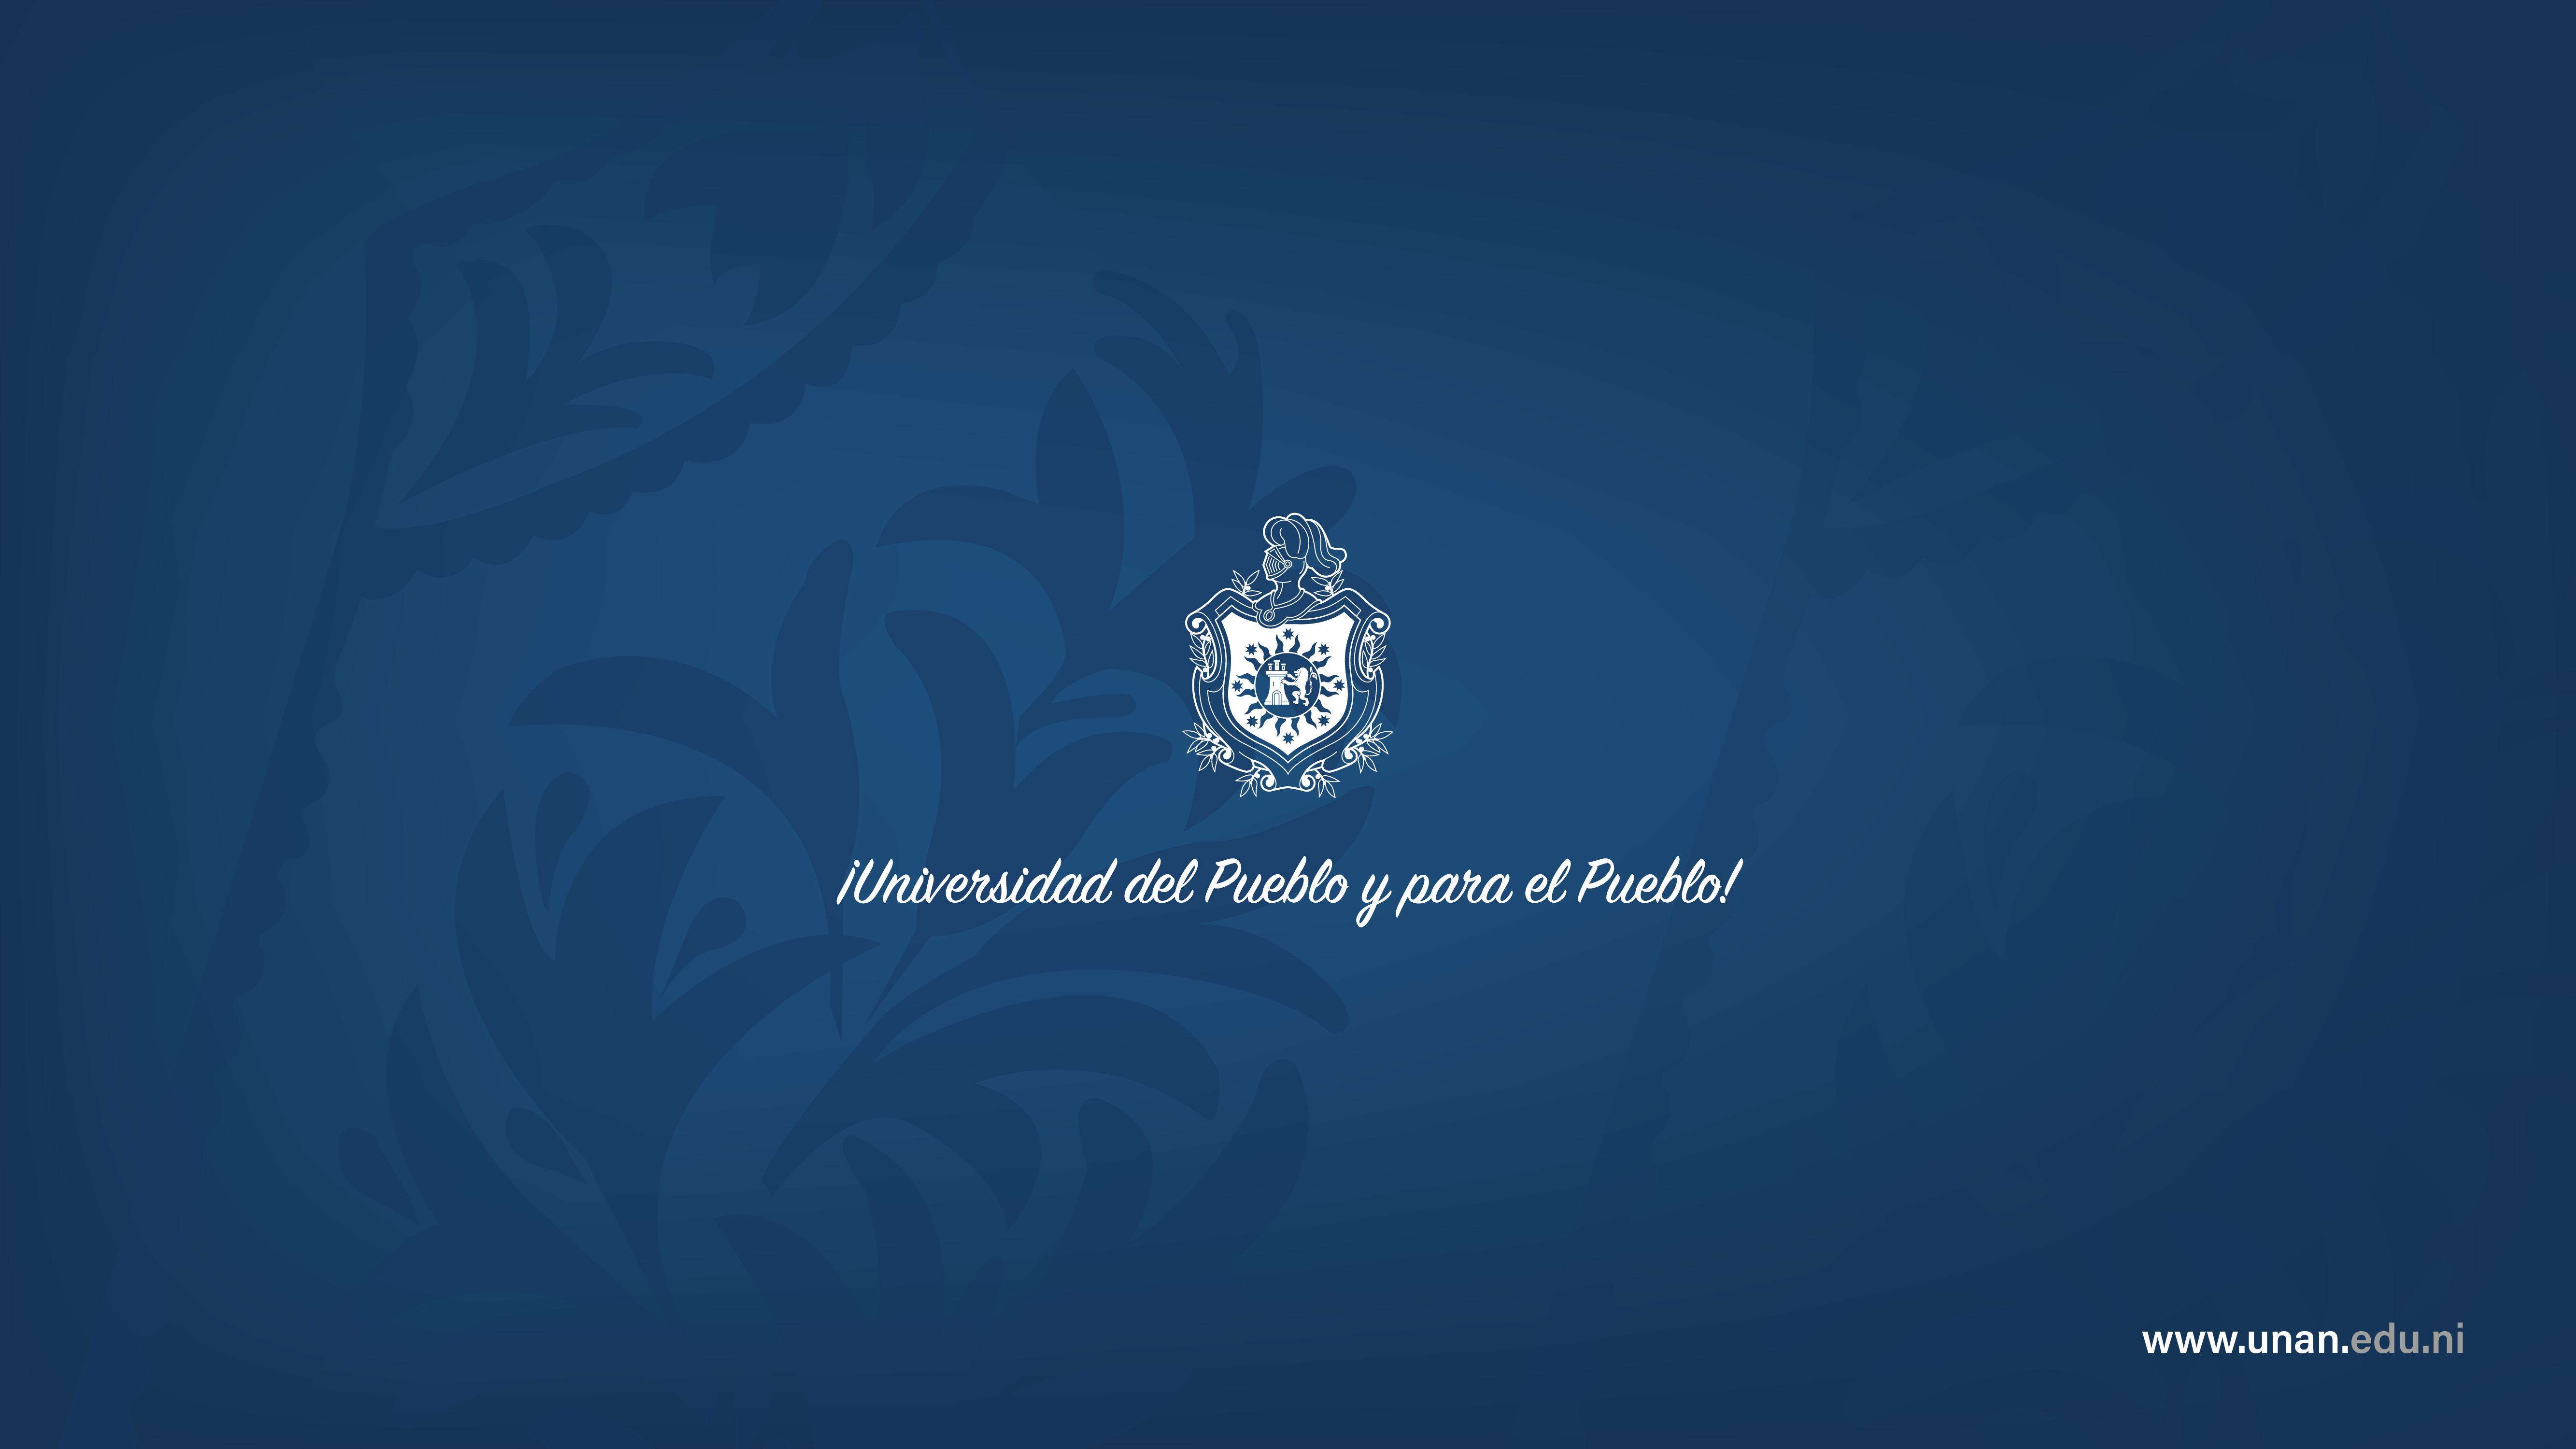 ¡Universidad del Pueblo y para el Pueblo!
www.unan.edu.ni